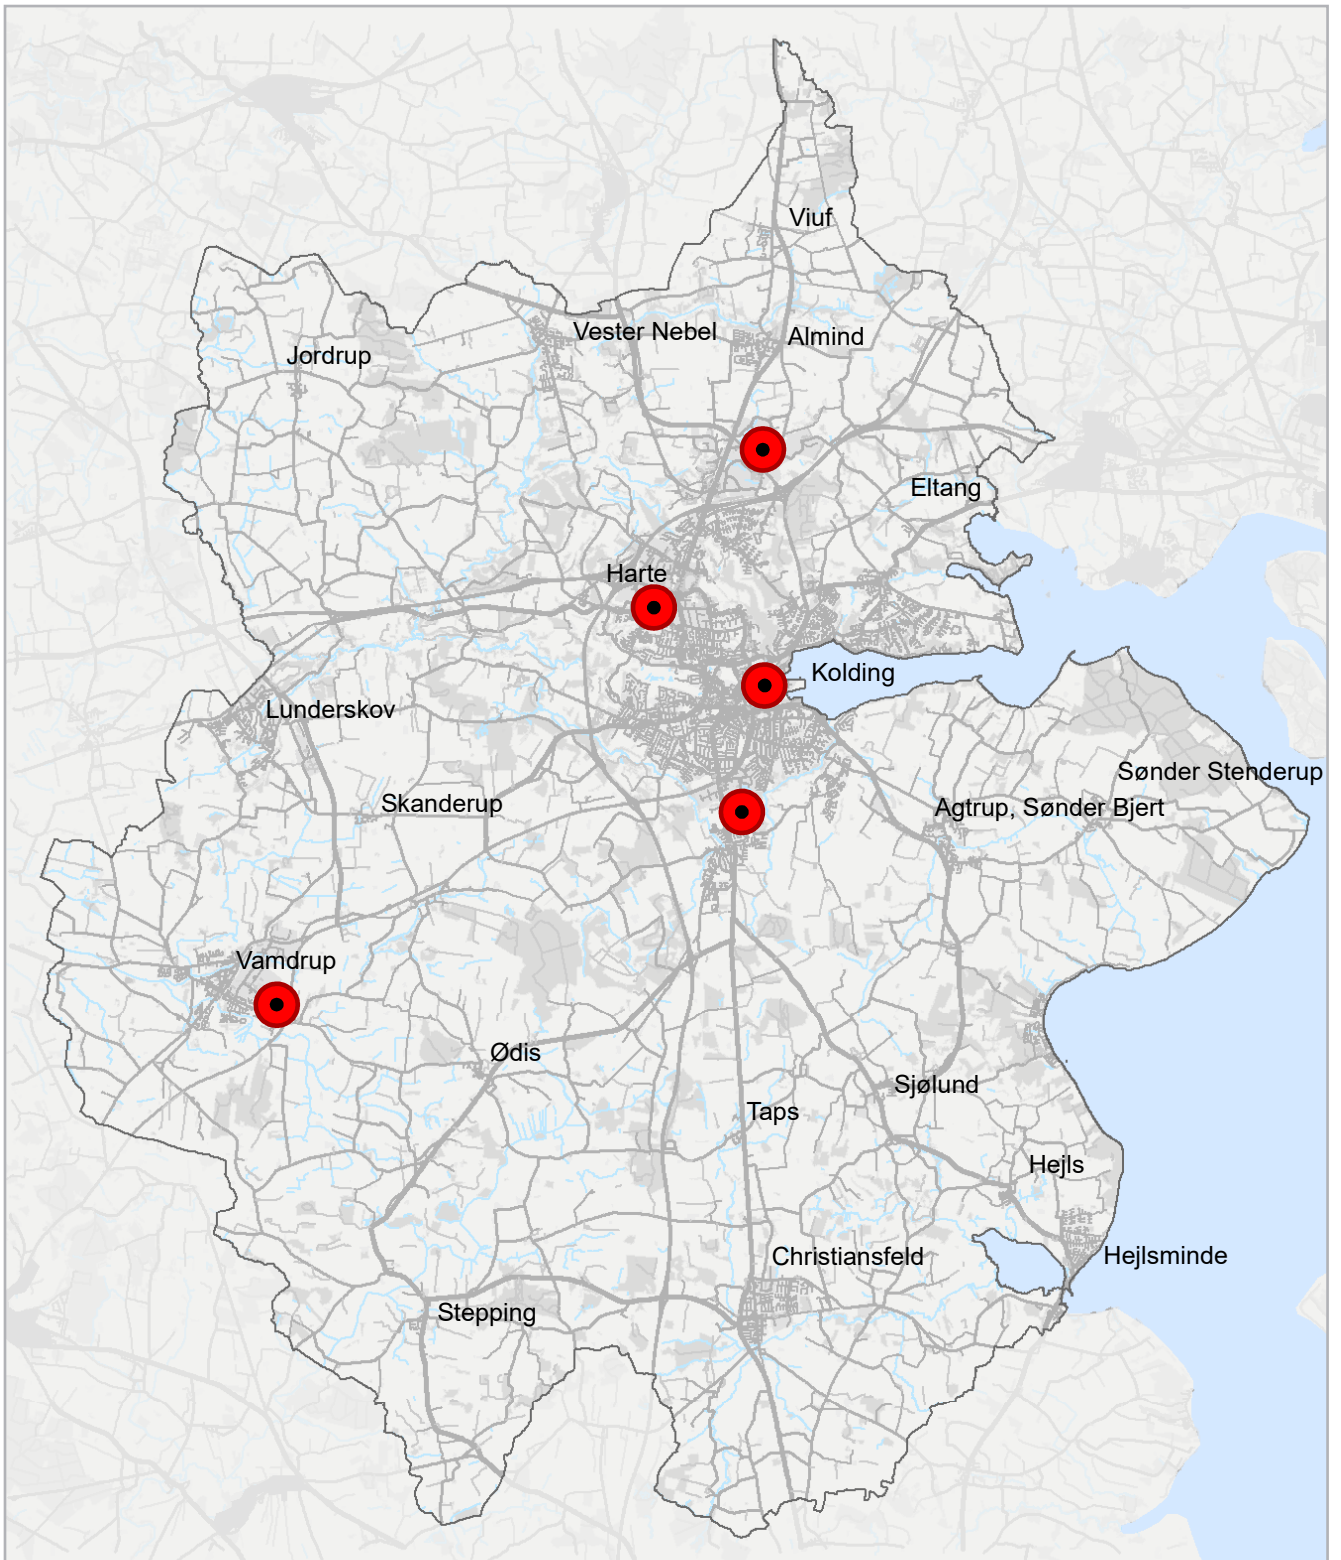 Viuf
Vester Nebel
Almind
Jordrup
Eltang
Harte
Kolding
Lunderskov
Sønder Stenderup
Skanderup
Agtrup, Sønder Bjert
Vamdrup
Ødis
Sjølund
Taps
Hejls
Christiansfeld
Hejlsminde
Stepping